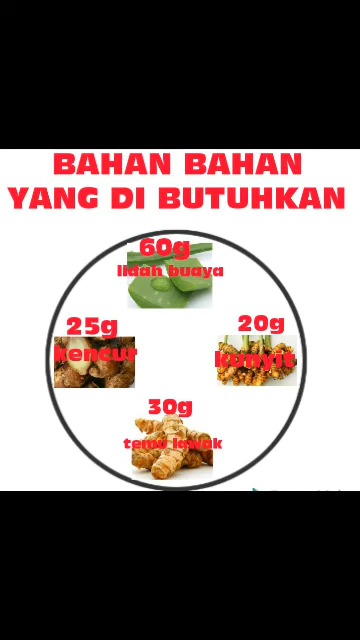 BAHAN BAHAN
YANG DI BUTUHKAN
60g
lidah buaya
25g
kencur
20g
kunyit
30g
temu lawak